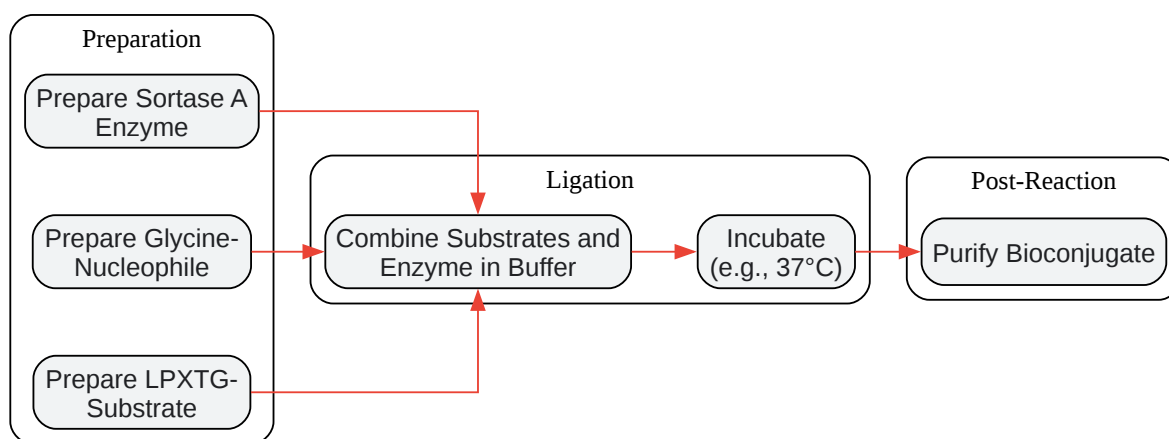 Preparation
Prepare Sortase A
Enzyme
Prepare Glycine-
Nucleophile
Prepare LPXTG-
Substrate
Ligation
Combine Substrates and
Enzyme in Buffer
Incubate
(e.g., 37°C)
Post-Reaction
Purify Bioconjugate